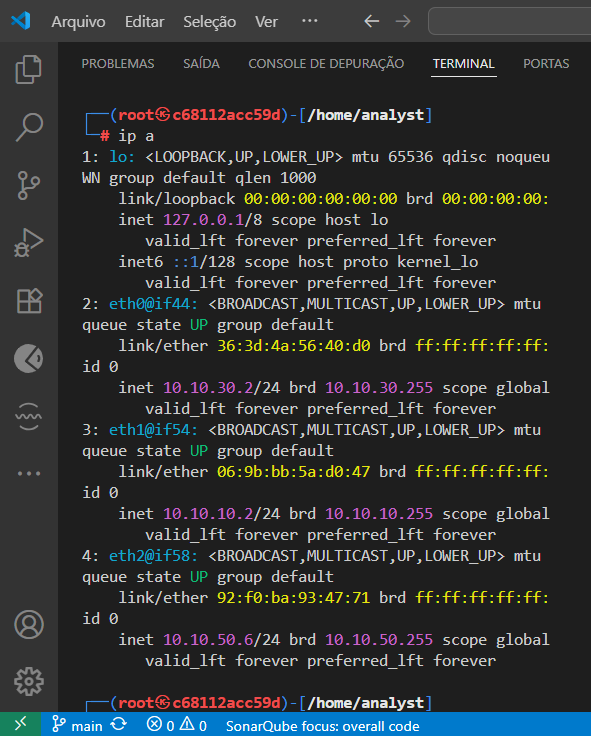 Arquivo Editar Seleção Ver ···
PROBLEMAS SAÍDA CONSOLE DE DEPURAÇÃO TERMINAL PORTAS
┌──(root㉿c68112acc59d)-[/home/analyst]
└─# ip a
1: lo: <LOOPBACK,UP,LOWER_UP> mtu 65536 qdisc noqueu
WN group default qlen 1000
link/loopback 00:00:00:00:00:00 brd 00:00:00:00:
inet 127.0.0.1/8 scope host lo
valid_lft forever preferred_lft forever
inet6 ::1/128 scope host proto kernel_lo
valid_lft forever preferred_lft forever
2: eth0@if44: <BROADCAST,MULTICAST,UP,LOWER_UP> mtu
queue state UP group default
link/ether 36:3d:4a:56:40:d0 brd ff:ff:ff:ff:ff:
id 0
inet 10.10.30.2/24 brd 10.10.30.255 scope global
valid_lft forever preferred_lft forever
3: eth1@if54: <BROADCAST,MULTICAST,UP,LOWER_UP> mtu
queue state UP group default
link/ether 06:9b:bb:5a:d0:47 brd ff:ff:ff:ff:ff:
id 0
inet 10.10.10.2/24 brd 10.10.10.255 scope global
valid_lft forever preferred_lft forever
4: eth2@if58: <BROADCAST,MULTICAST,UP,LOWER_UP> mtu
queue state UP group default
link/ether 92:f0:ba:93:47:71 brd ff:ff:ff:ff:ff:
id 0
inet 10.10.50.6/24 brd 10.10.50.255 scope global
valid_lft forever preferred_lft forever
┌──(root㉿c68112acc59d)-[/home/analyst]
main 0 0 SonarQube focus: overall code